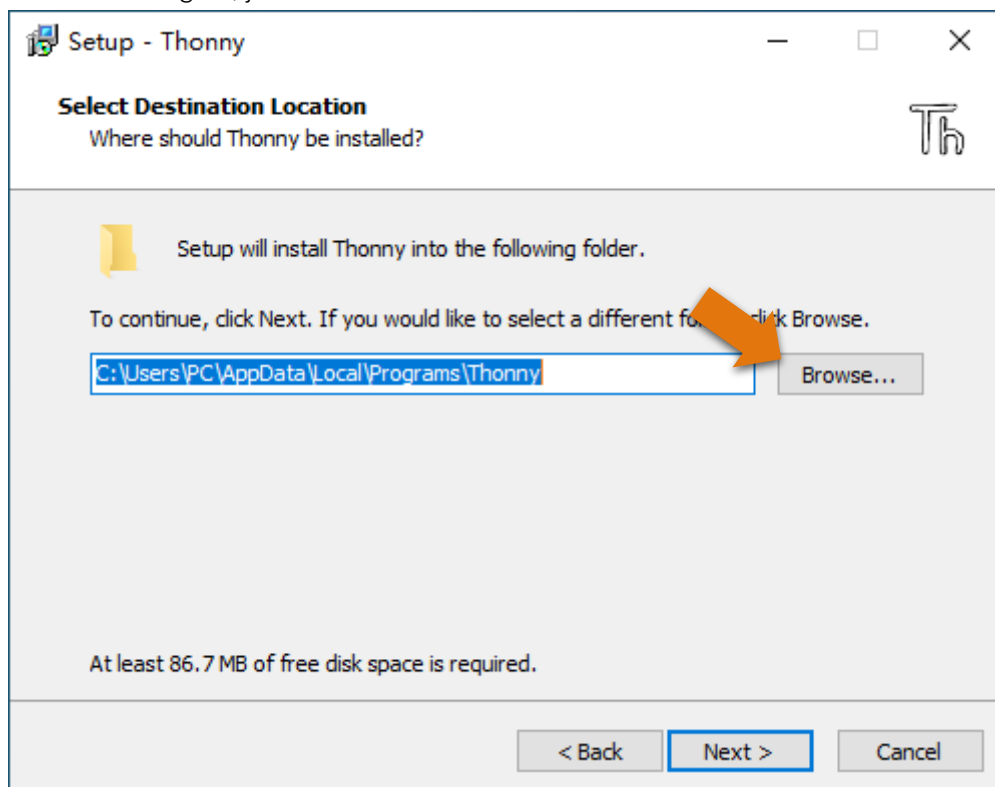 Setup - Thonny
Select Destination Location
Where should Thonny be installed?
Th
Setup will install Thonny into the following folder.
To continue, click Next. If you would like to select a different click Browse.
C:\Users\PC\AppData\Local\Programs\Thonny
Browse...
At least 86.7 MB of free disk space is required.
< Back
Next >
Cancel